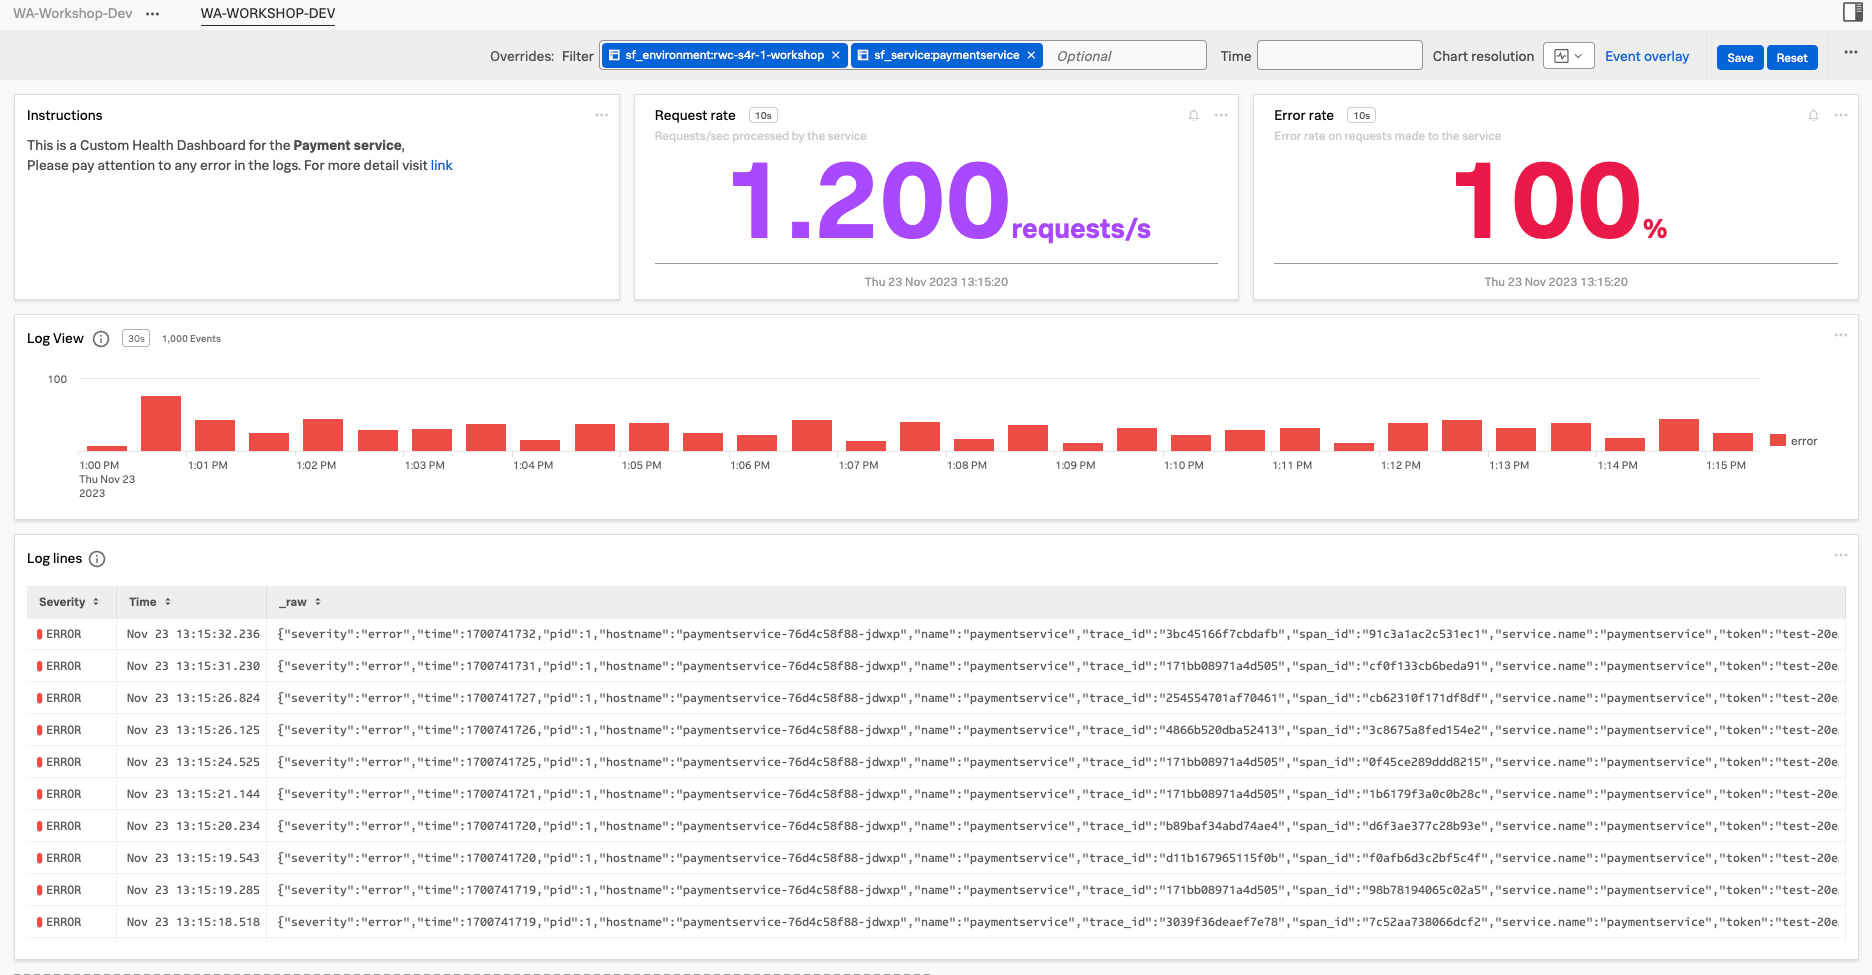 WA-Workshop-Dev ••• WA-WORKSHOP-DEV
Overrides: Filter sf_environment:rwc-s4r-1-workshop × sf_service:paymentservice × Optional Time Chart resolution Event overlay Save Reset
Instructions
This is a Custom Health Dashboard for the Payment service,
Please pay attention to any error in the logs. For more detail visit link
Request rate 10s
Requests/sec processed by the service
1.200 requests/s
Thu 23 Nov 2023 13:15:20
Error rate 10s
Error rate on requests made to the service
100 %
Thu 23 Nov 2023 13:15:20
Log View 30s 1,000 Events
100
1:00 PM 1:01 PM 1:02 PM 1:03 PM 1:04 PM 1:05 PM 1:06 PM 1:07 PM 1:08 PM 1:09 PM 1:10 PM 1:11 PM 1:12 PM 1:13 PM 1:14 PM 1:15 PM
Thu Nov 23
2023
error
Log lines
Severity Time _raw
ERROR Nov 23 13:15:32.236 {"severity":"error","time":1700741732,"pid":1,"hostname":"paymentservice-76d4c58f88-jdwxp","name":"paymentservice","trace_id":"3bc45166f7cbdafb","span_id":"91c3a1ac2c531ec1","service.name":"paymentservice","token":"test-20e
ERROR Nov 23 13:15:31.230 {"severity":"error","time":1700741731,"pid":1,"hostname":"paymentservice-76d4c58f88-jdwxp","name":"paymentservice","trace_id":"171bb08971a4d505","span_id":"cf0f133cb6beda91","service.name":"paymentservice","token":"test-20e
ERROR Nov 23 13:15:26.824 {"severity":"error","time":1700741727,"pid":1,"hostname":"paymentservice-76d4c58f88-jdwxp","name":"paymentservice","trace_id":"254554701af70461","span_id":"cb62310f171df8df","service.name":"paymentservice","token":"test-20e
ERROR Nov 23 13:15:26.125 {"severity":"error","time":1700741726,"pid":1,"hostname":"paymentservice-76d4c58f88-jdwxp","name":"paymentservice","trace_id":"4866b520dba52413","span_id":"3c8675a8fed154e2","service.name":"paymentservice","token":"test-20e
ERROR Nov 23 13:15:24.525 {"severity":"error","time":1700741725,"pid":1,"hostname":"paymentservice-76d4c58f88-jdwxp","name":"paymentservice","trace_id":"171bb08971a4d505","span_id":"0f45ce289ddd8215","service.name":"paymentservice","token":"test-20e
ERROR Nov 23 13:15:21.144 {"severity":"error","time":1700741721,"pid":1,"hostname":"paymentservice-76d4c58f88-jdwxp","name":"paymentservice","trace_id":"171bb08971a4d505","span_id":"1b6179f3a0c0b28c","service.name":"paymentservice","token":"test-20e
ERROR Nov 23 13:15:20.234 {"severity":"error","time":1700741720,"pid":1,"hostname":"paymentservice-76d4c58f88-jdwxp","name":"paymentservice","trace_id":"b89baf34abd74ae4","span_id":"d6f3ae377c28b93e","service.name":"paymentservice","token":"test-20e
ERROR Nov 23 13:15:19.543 {"severity":"error","time":1700741720,"pid":1,"hostname":"paymentservice-76d4c58f88-jdwxp","name":"paymentservice","trace_id":"d11b167965115f0b","span_id":"f0afb6d3c2bf5c4f","service.name":"paymentservice","token":"test-20e
ERROR Nov 23 13:15:19.285 {"severity":"error","time":1700741719,"pid":1,"hostname":"paymentservice-76d4c58f88-jdwxp","name":"paymentservice","trace_id":"171bb08971a4d505","span_id":"98b78194065c02a5","service.name":"paymentservice","token":"test-20e
ERROR Nov 23 13:15:18.518 {"severity":"error","time":1700741719,"pid":1,"hostname":"paymentservice-76d4c58f88-jdwxp","name":"paymentservice","trace_id":"3039f36deaef7e78","span_id":"7c52aa738066dcf2","service.name":"paymentservice","token":"test-20e